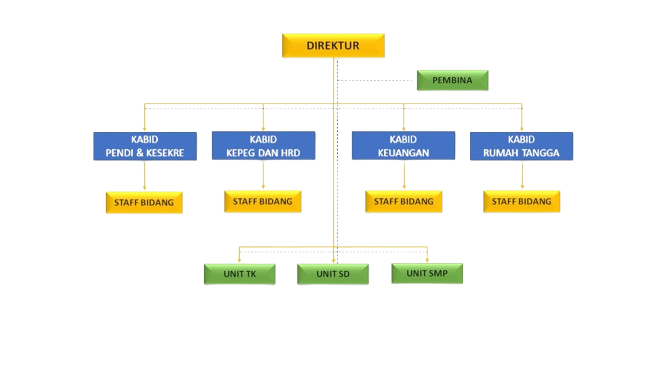 DIREKTUR
PEMBINA
KABID
PENDI & KESEKRE
KABID
KEPEG DAN HRD
KABID
KEUANGAN
KABID
RUMAH TANGGA
STAFF BIDANG
STAFF BIDANG
STAFF BIDANG
STAFF BIDANG
UNIT TK
UNIT SD
UNIT SMP